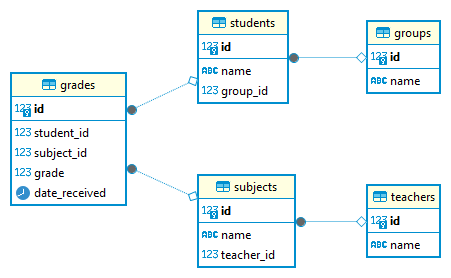 grades
123 id
123 student_id
123 subject_id
123 grade
date_received
students
123 id
ABC name
123 group_id
groups
123 id
ABC name
subjects
123 id
ABC name
123 teacher_id
teachers
123 id
ABC name